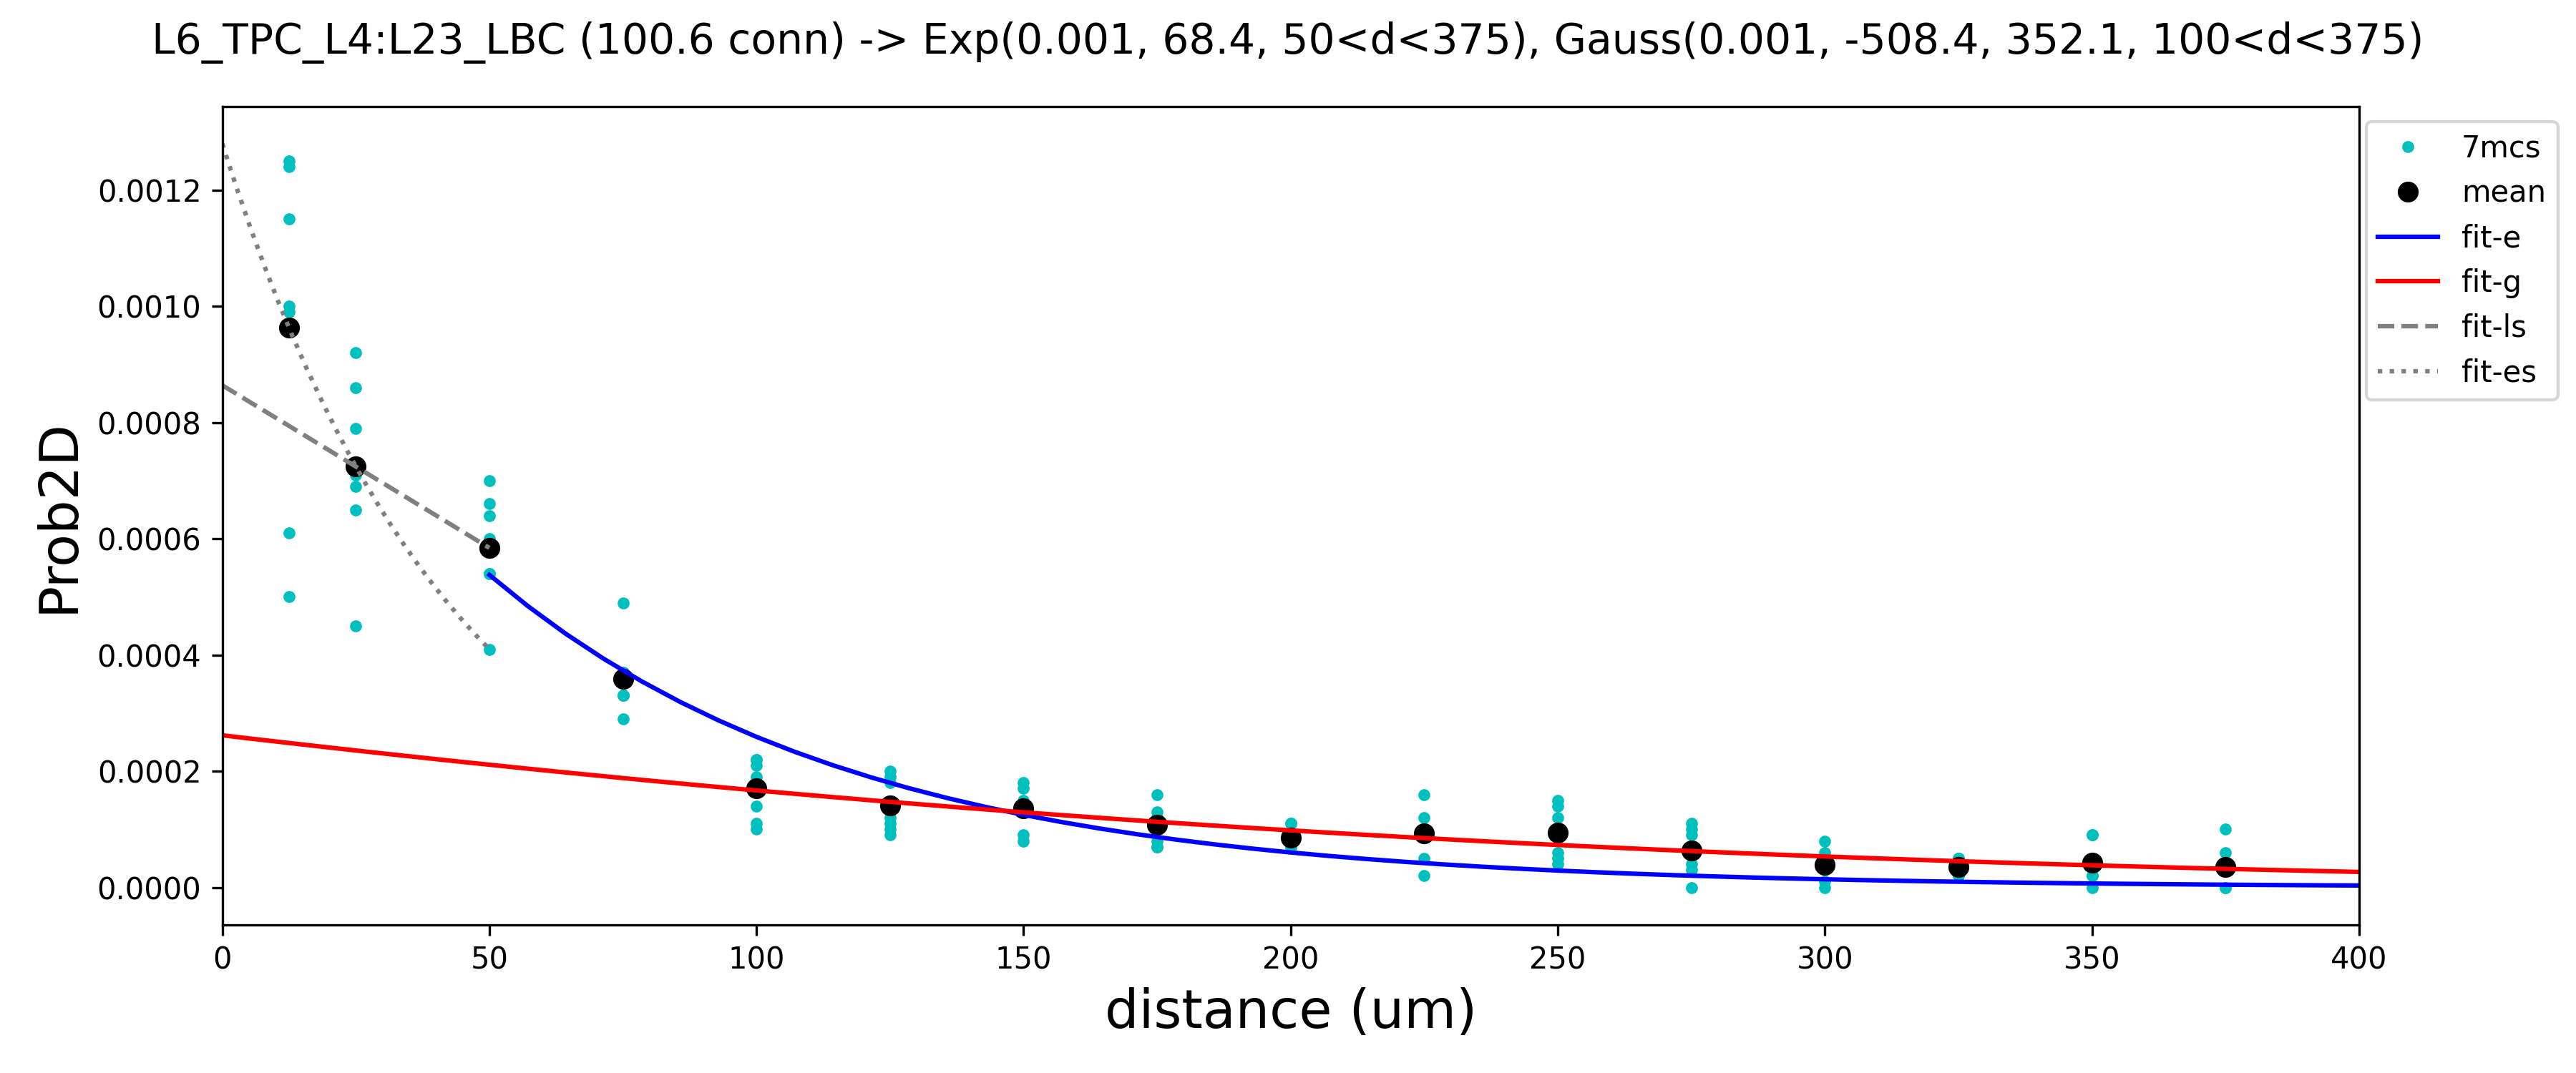 L6_TPC_L4:L23_LBC (100.6 conn) -> Exp(0.001, 68.4, 50<d<375), Gauss(0.001, -508.4, 352.1, 100<d<375)
7mcs
mean
fit-e
fit-g
fit-ls
fit-es
Prob2D
0.0012
0.0010
0.0008
0.0006
0.0004
0.0002
0.0000
0 50 100 150 200 250 300 350 400
distance (um)